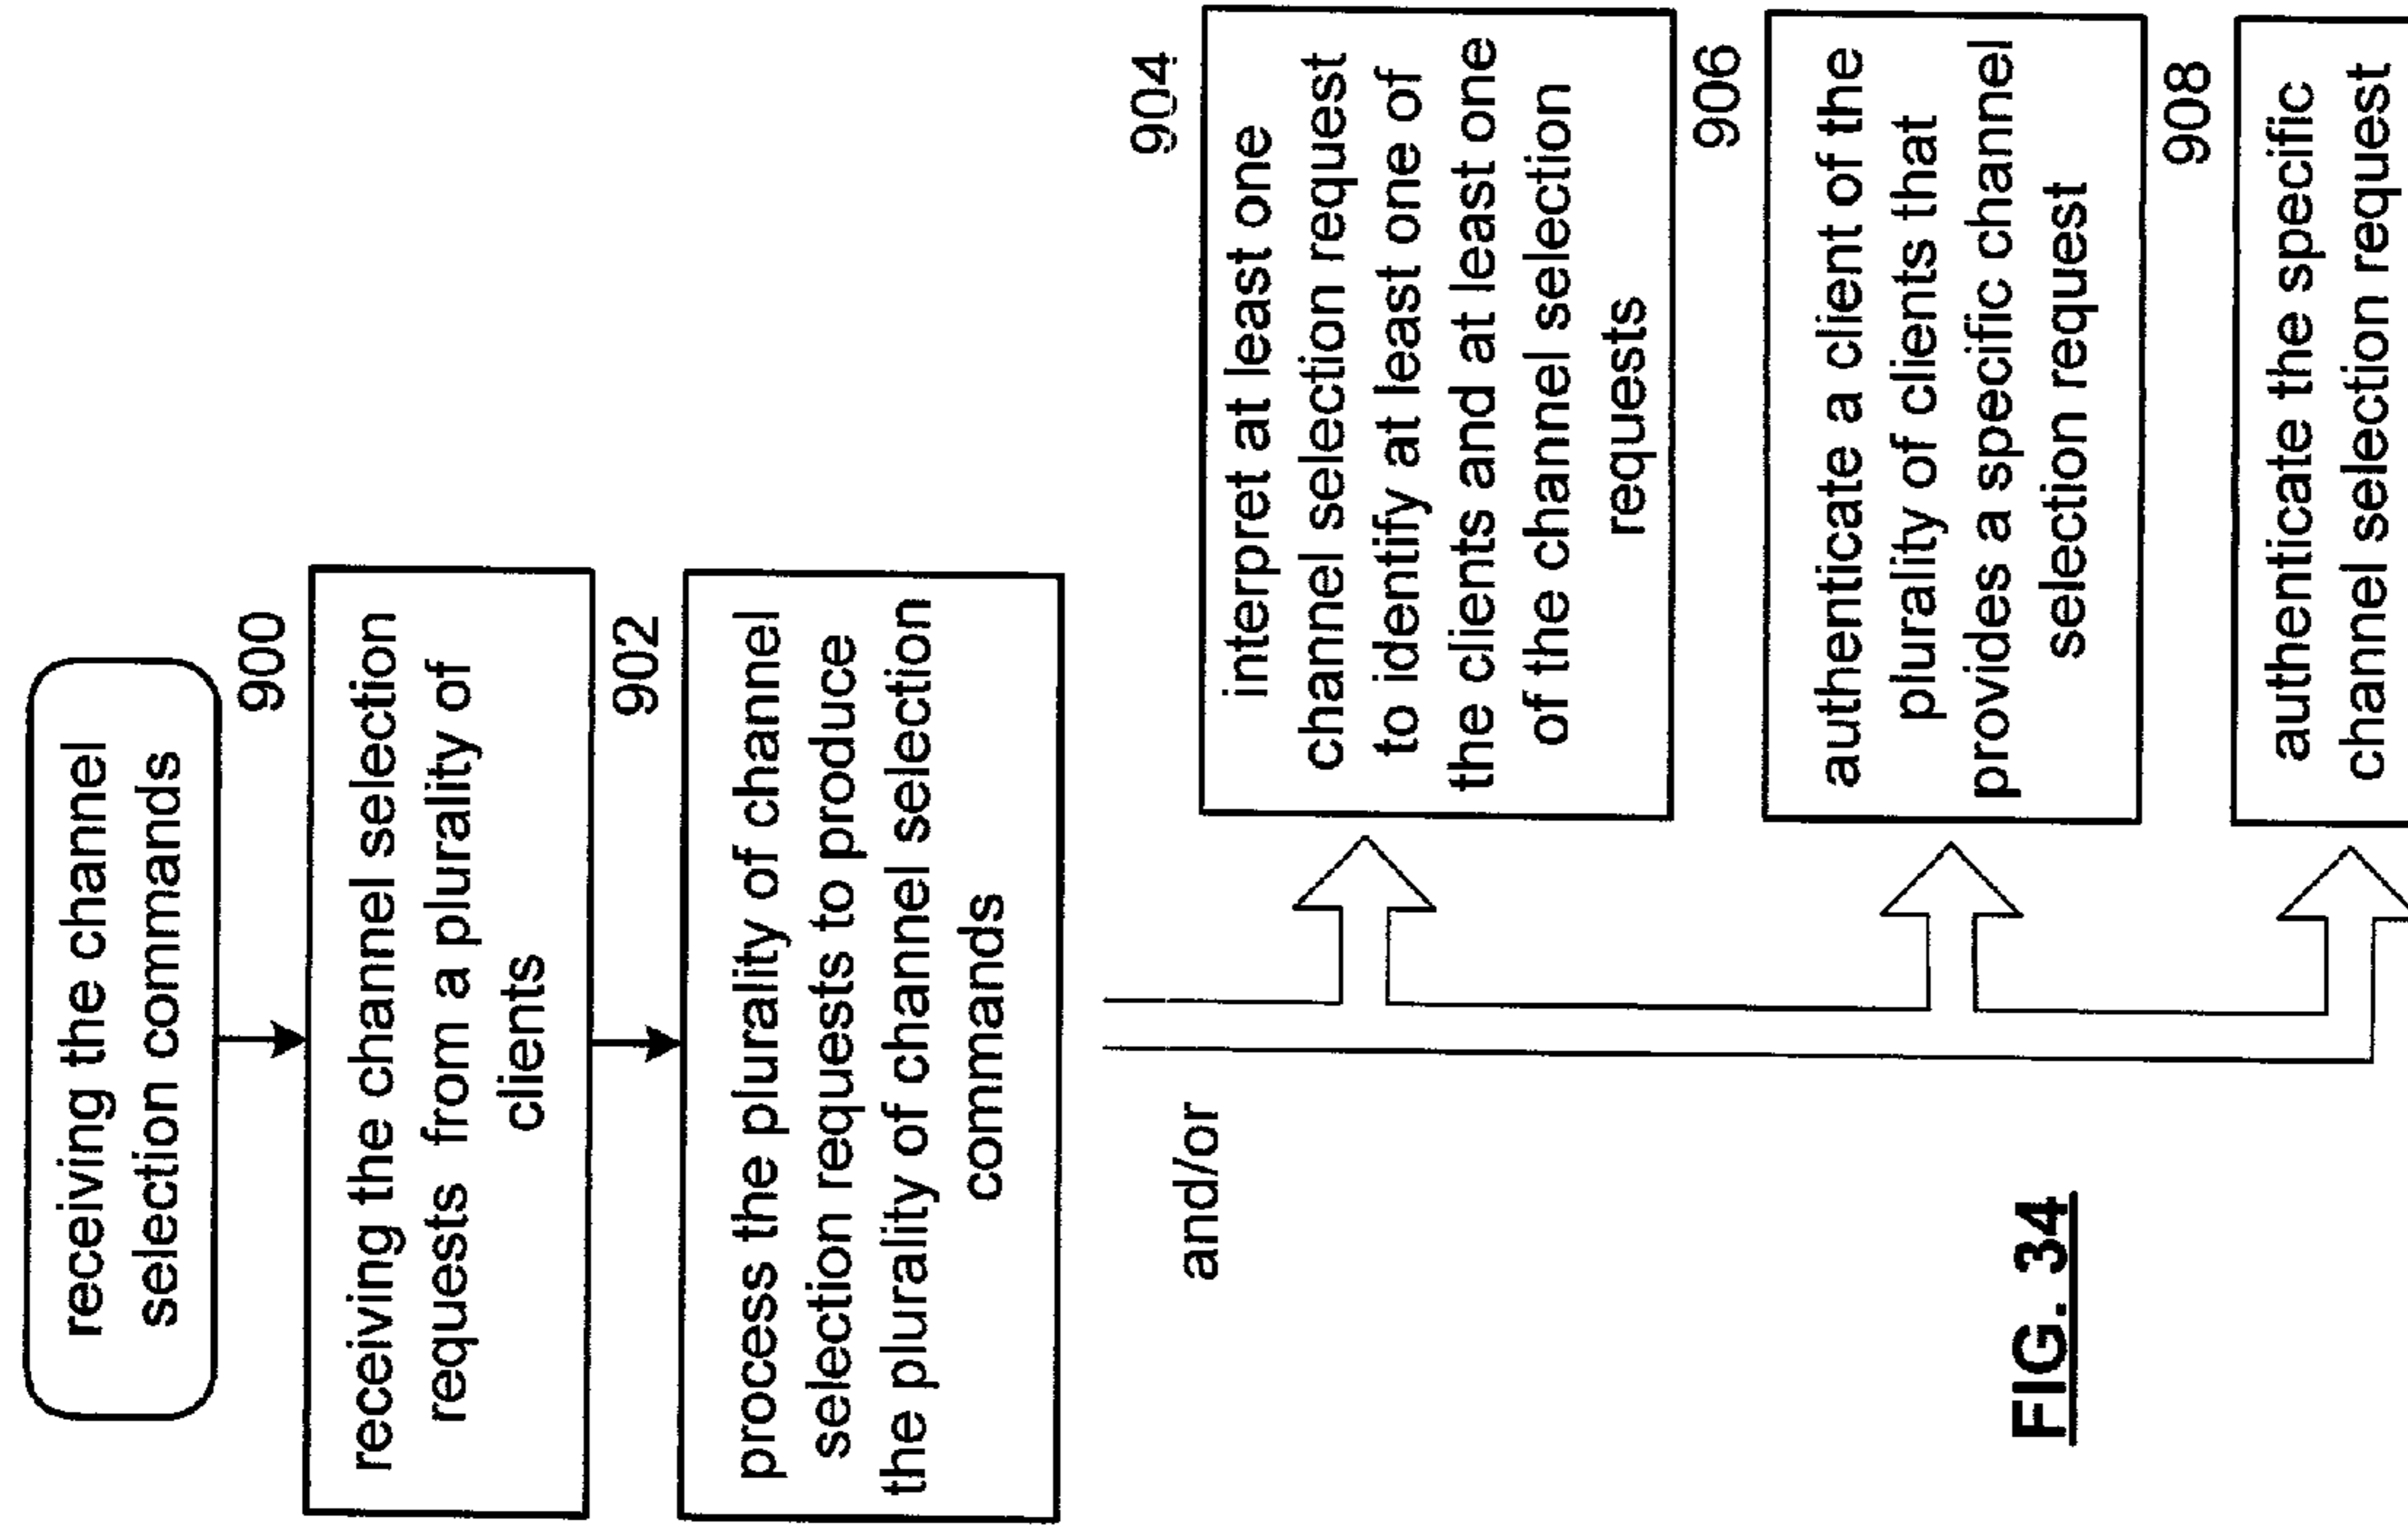 receiving the channel
selection commands
900
receiving the channel selection
requests from a plurality of
clients
902
process the plurality of channel
selection requests to produce
the plurality of channel selection
commands
and/or
904
interpret at least one
channel selection request
to identify at least one of
the clients and at least one
of the channel selection
requests
906
authenticate a client of the
plurality of clients that
provides a specific channel
selection request
908
authenticate the specific
channel selection request
FIG. 34